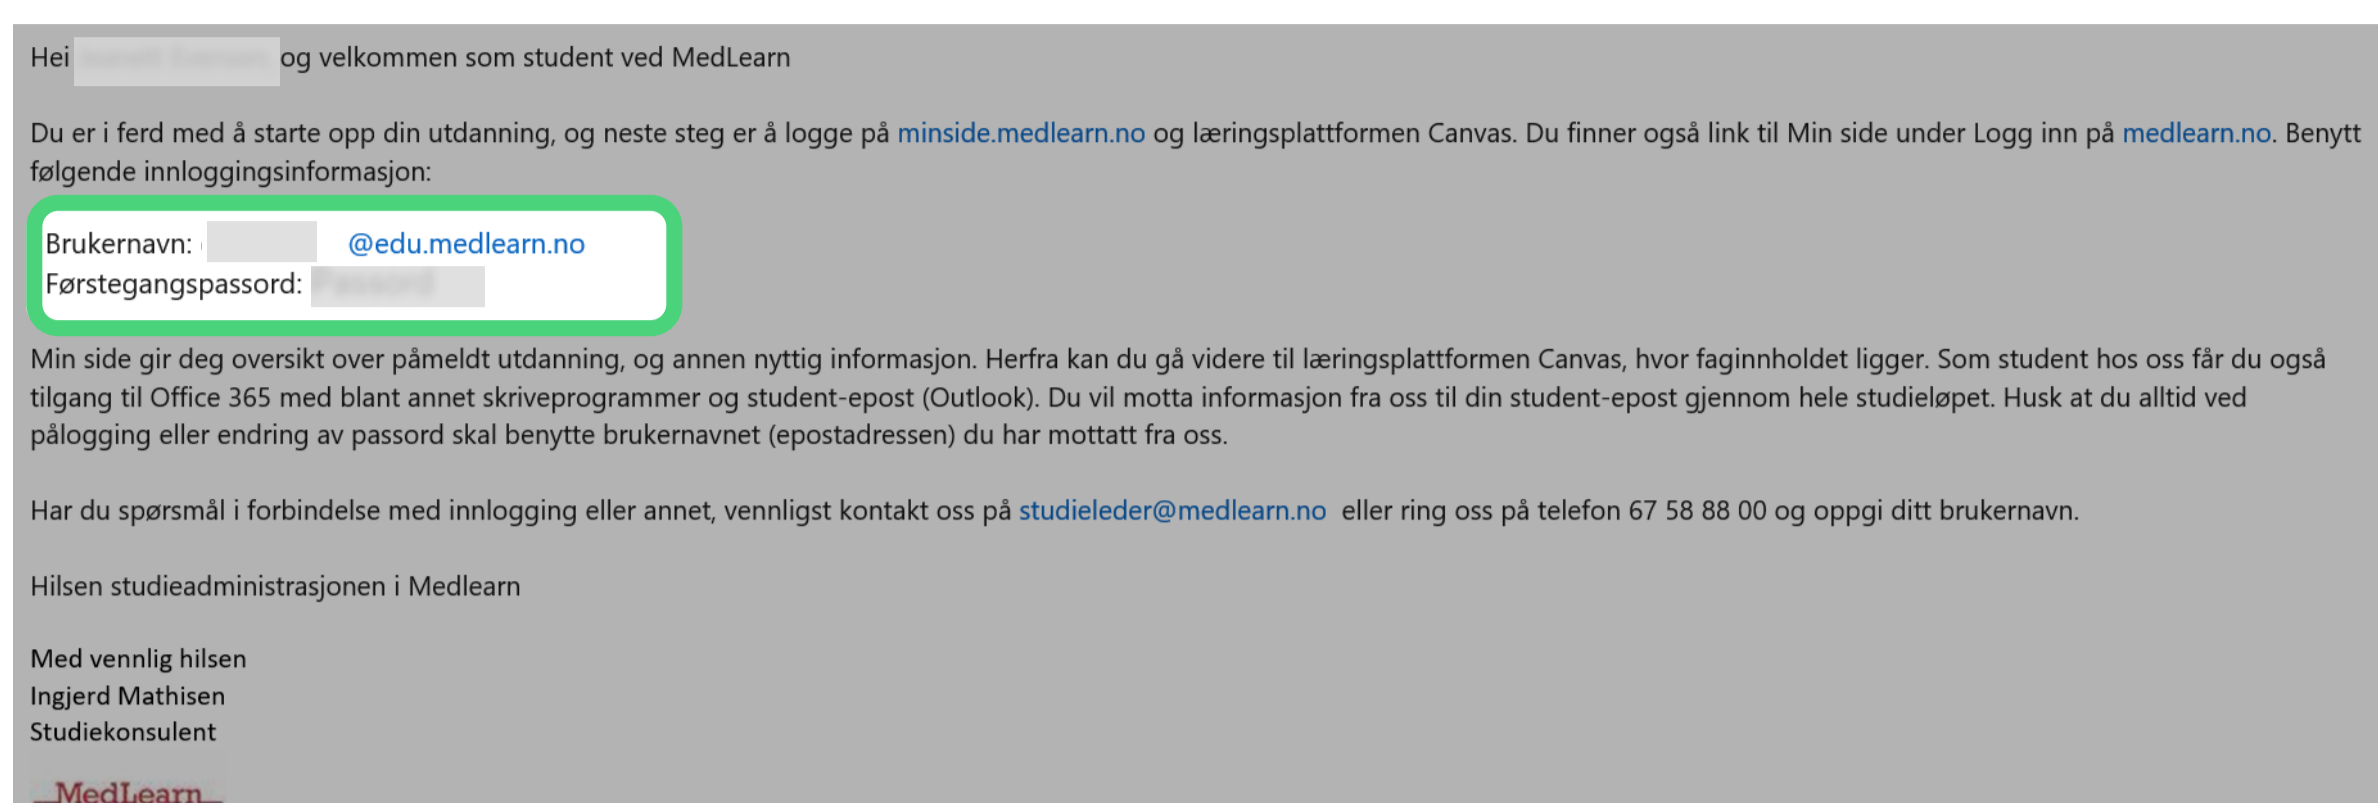 Hei og velkommen som student ved MedLearn
Du er i ferd med å starte opp din utdanning, og neste steg er å logge på minside.medlearn.no og læringsplattformen Canvas. Du finner også link til Min side under Logg inn på medlearn.no. Benytt
følgende innloggingsinformasjon:
Brukernavn: @edu.medlearn.no
Førstegangspassord:
Min side gir deg oversikt over påmeldt utdanning, og annen nyttig informasjon. Herfra kan du gå videre til læringsplattformen Canvas, hvor faginnholdet ligger. Som student hos oss får du også
tilgang til Office 365 med blant annet skriveprogrammer og student-epost (Outlook). Du vil motta informasjon fra oss til din student-epost gjennom hele studieløpet. Husk at du alltid ved
pålogging eller endring av passord skal benytte brukernavnet (epostadressen) du har mottatt fra oss.
Har du spørsmål i forbindelse med innlogging eller annet, vennligst kontakt oss på studieleder@medlearn.no eller ring oss på telefon 67 58 88 00 og oppgi ditt brukernavn.
Hilsen studieadministrasjonen i Medlearn
Med vennlig hilsen
Ingjerd Mathisen
Studiekonsulent
MedLearn